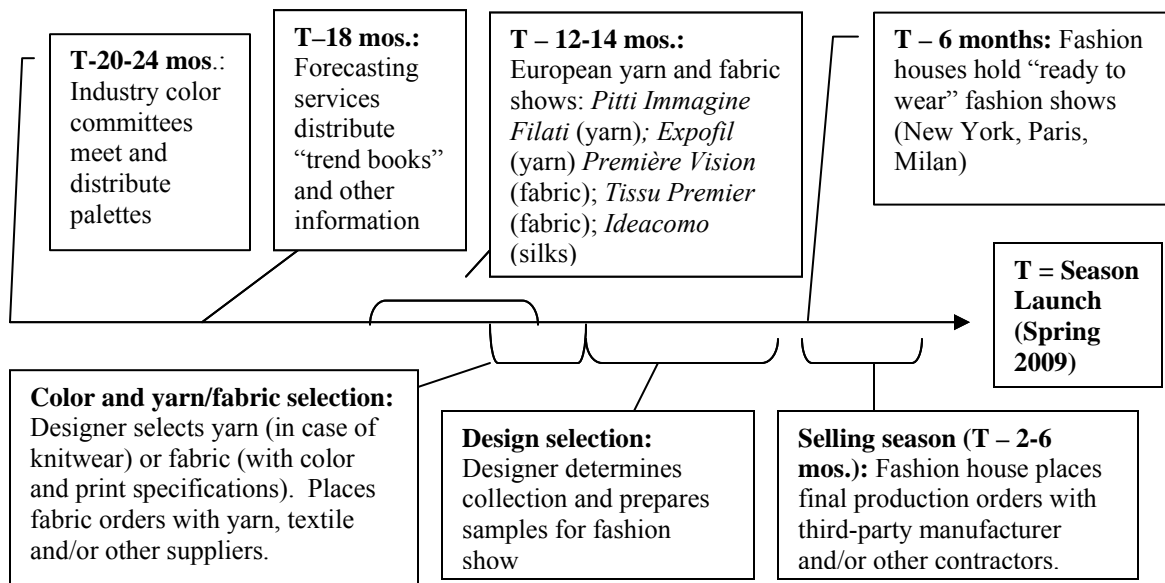 T-20-24 mos.:
Industry color
committees
meet and
distribute
palettes
T–18 mos.:
Forecasting
services
distribute
“trend books”
and other
information
T – 12-14 mos.:
European yarn and fabric
shows: Pitti Immagine
Filati (yarn); Expofil
(yarn) Première Vision
(fabric); Tissu Premier
(fabric); Ideacomo
(silks)
T – 6 months: Fashion
houses hold “ready to
wear” fashion shows
(New York, Paris,
Milan)
T = Season
Launch
(Spring
2009)
Color and yarn/fabric selection:
Designer selects yarn (in case of
knitwear) or fabric (with color
and print specifications). Places
fabric orders with yarn, textile
and/or other suppliers.
Design selection:
Designer determines
collection and prepares
samples for fashion
show
Selling season (T – 2-6
mos.): Fashion house places
final production orders with
third-party manufacturer
and/or other contractors.